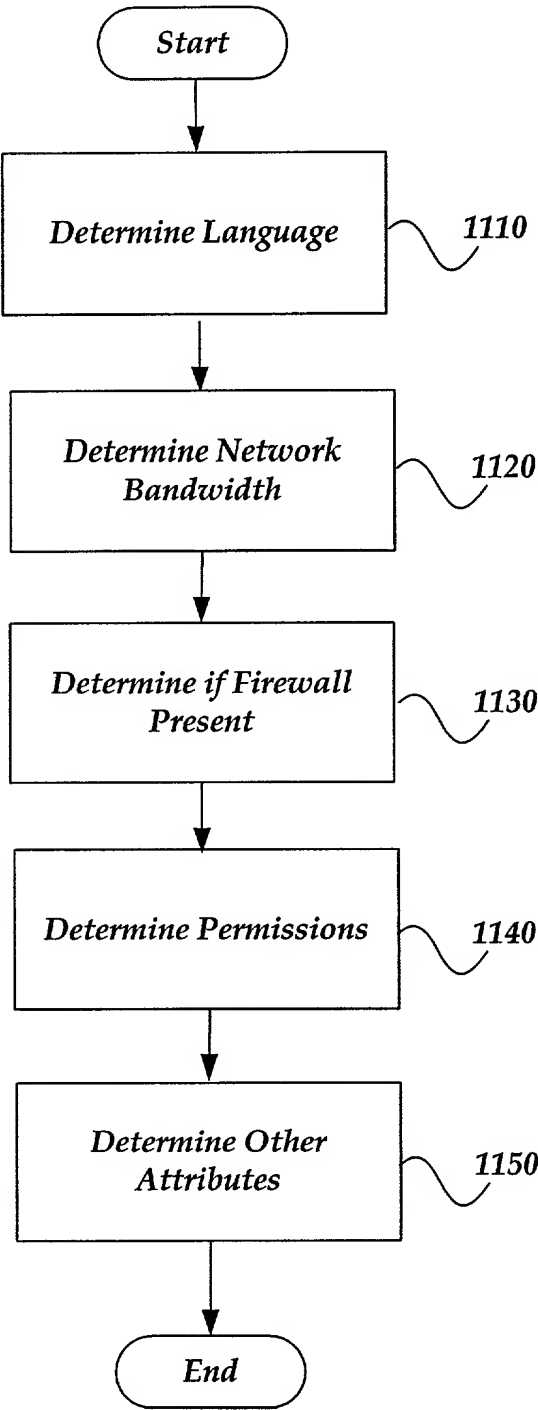 Start
Determine Language
1110
Determine Network
Bandwidth
1120
Determine if Firewall
Present
1130
Determine Permissions
1140
Determine Other
Attributes
1150
End